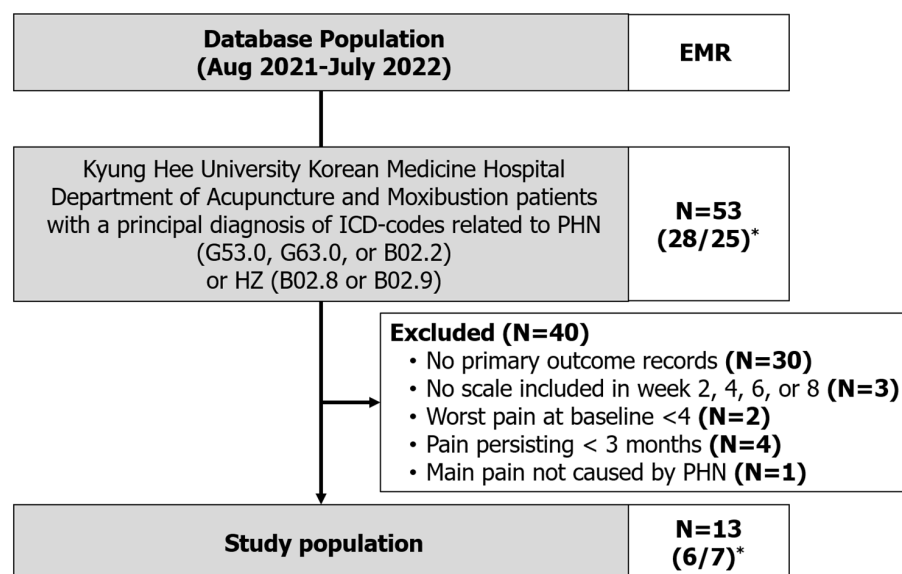 Database Population
(Aug 2021-July 2022)
EMR
Kyung Hee University Korean Medicine Hospital
Department of Acupuncture and Moxibustion patients
with a principal diagnosis of ICD-codes related to PHN
(G53.0, G63.0, or B02.2)
or HZ (B02.8 or B02.9)
N=53
(28/25)*
Excluded (N=40)
• No primary outcome records (N=30)
• No scale included in week 2, 4, 6, or 8 (N=3)
• Worst pain at baseline <4 (N=2)
• Pain persisting < 3 months (N=4)
• Main pain not caused by PHN (N=1)
Study population
N=13
(6/7)*